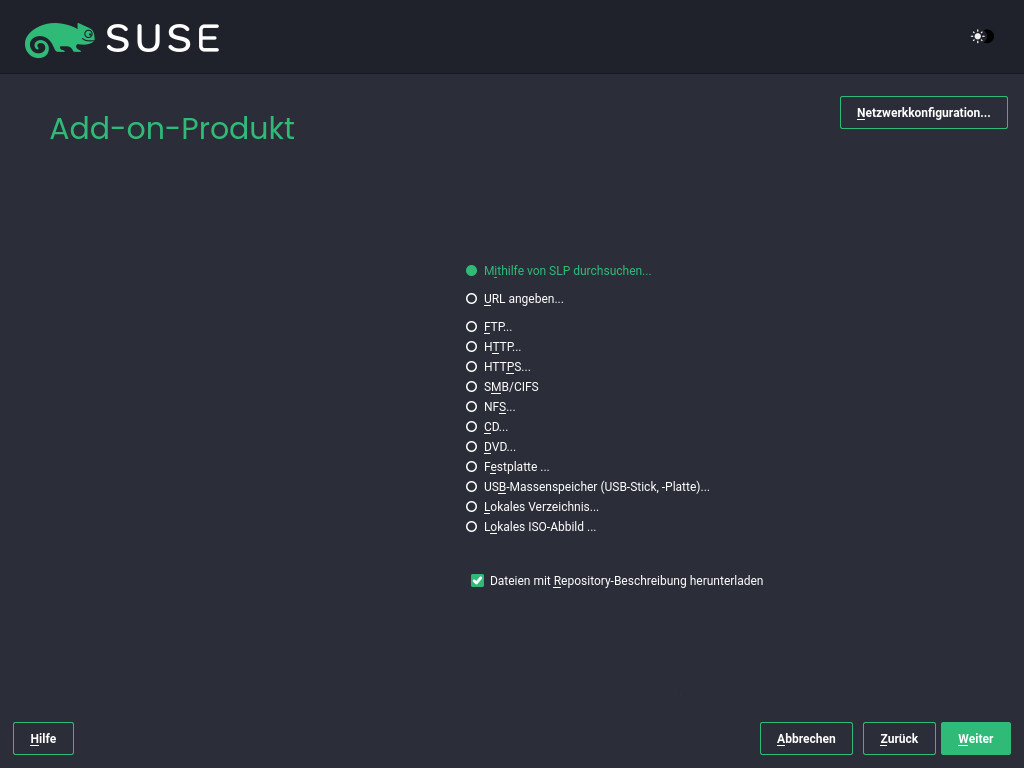 SUSE
Add-on-Produkt
Netzwerkkonfiguration...
Mithilfe von SLP durchsuchen...
URL angeben...
FTP...
HTTP...
HTTPS...
SMB/CIFS
NFS...
CD...
DVD...
Festplatte ...
USB-Massenspeicher (USB-Stick, -Platte)...
Lokales Verzeichnis...
Lokales ISO-Abbild ...
Dateien mit Repository-Beschreibung herunterladen
Hilfe
Abbrechen
Zurück
Weiter